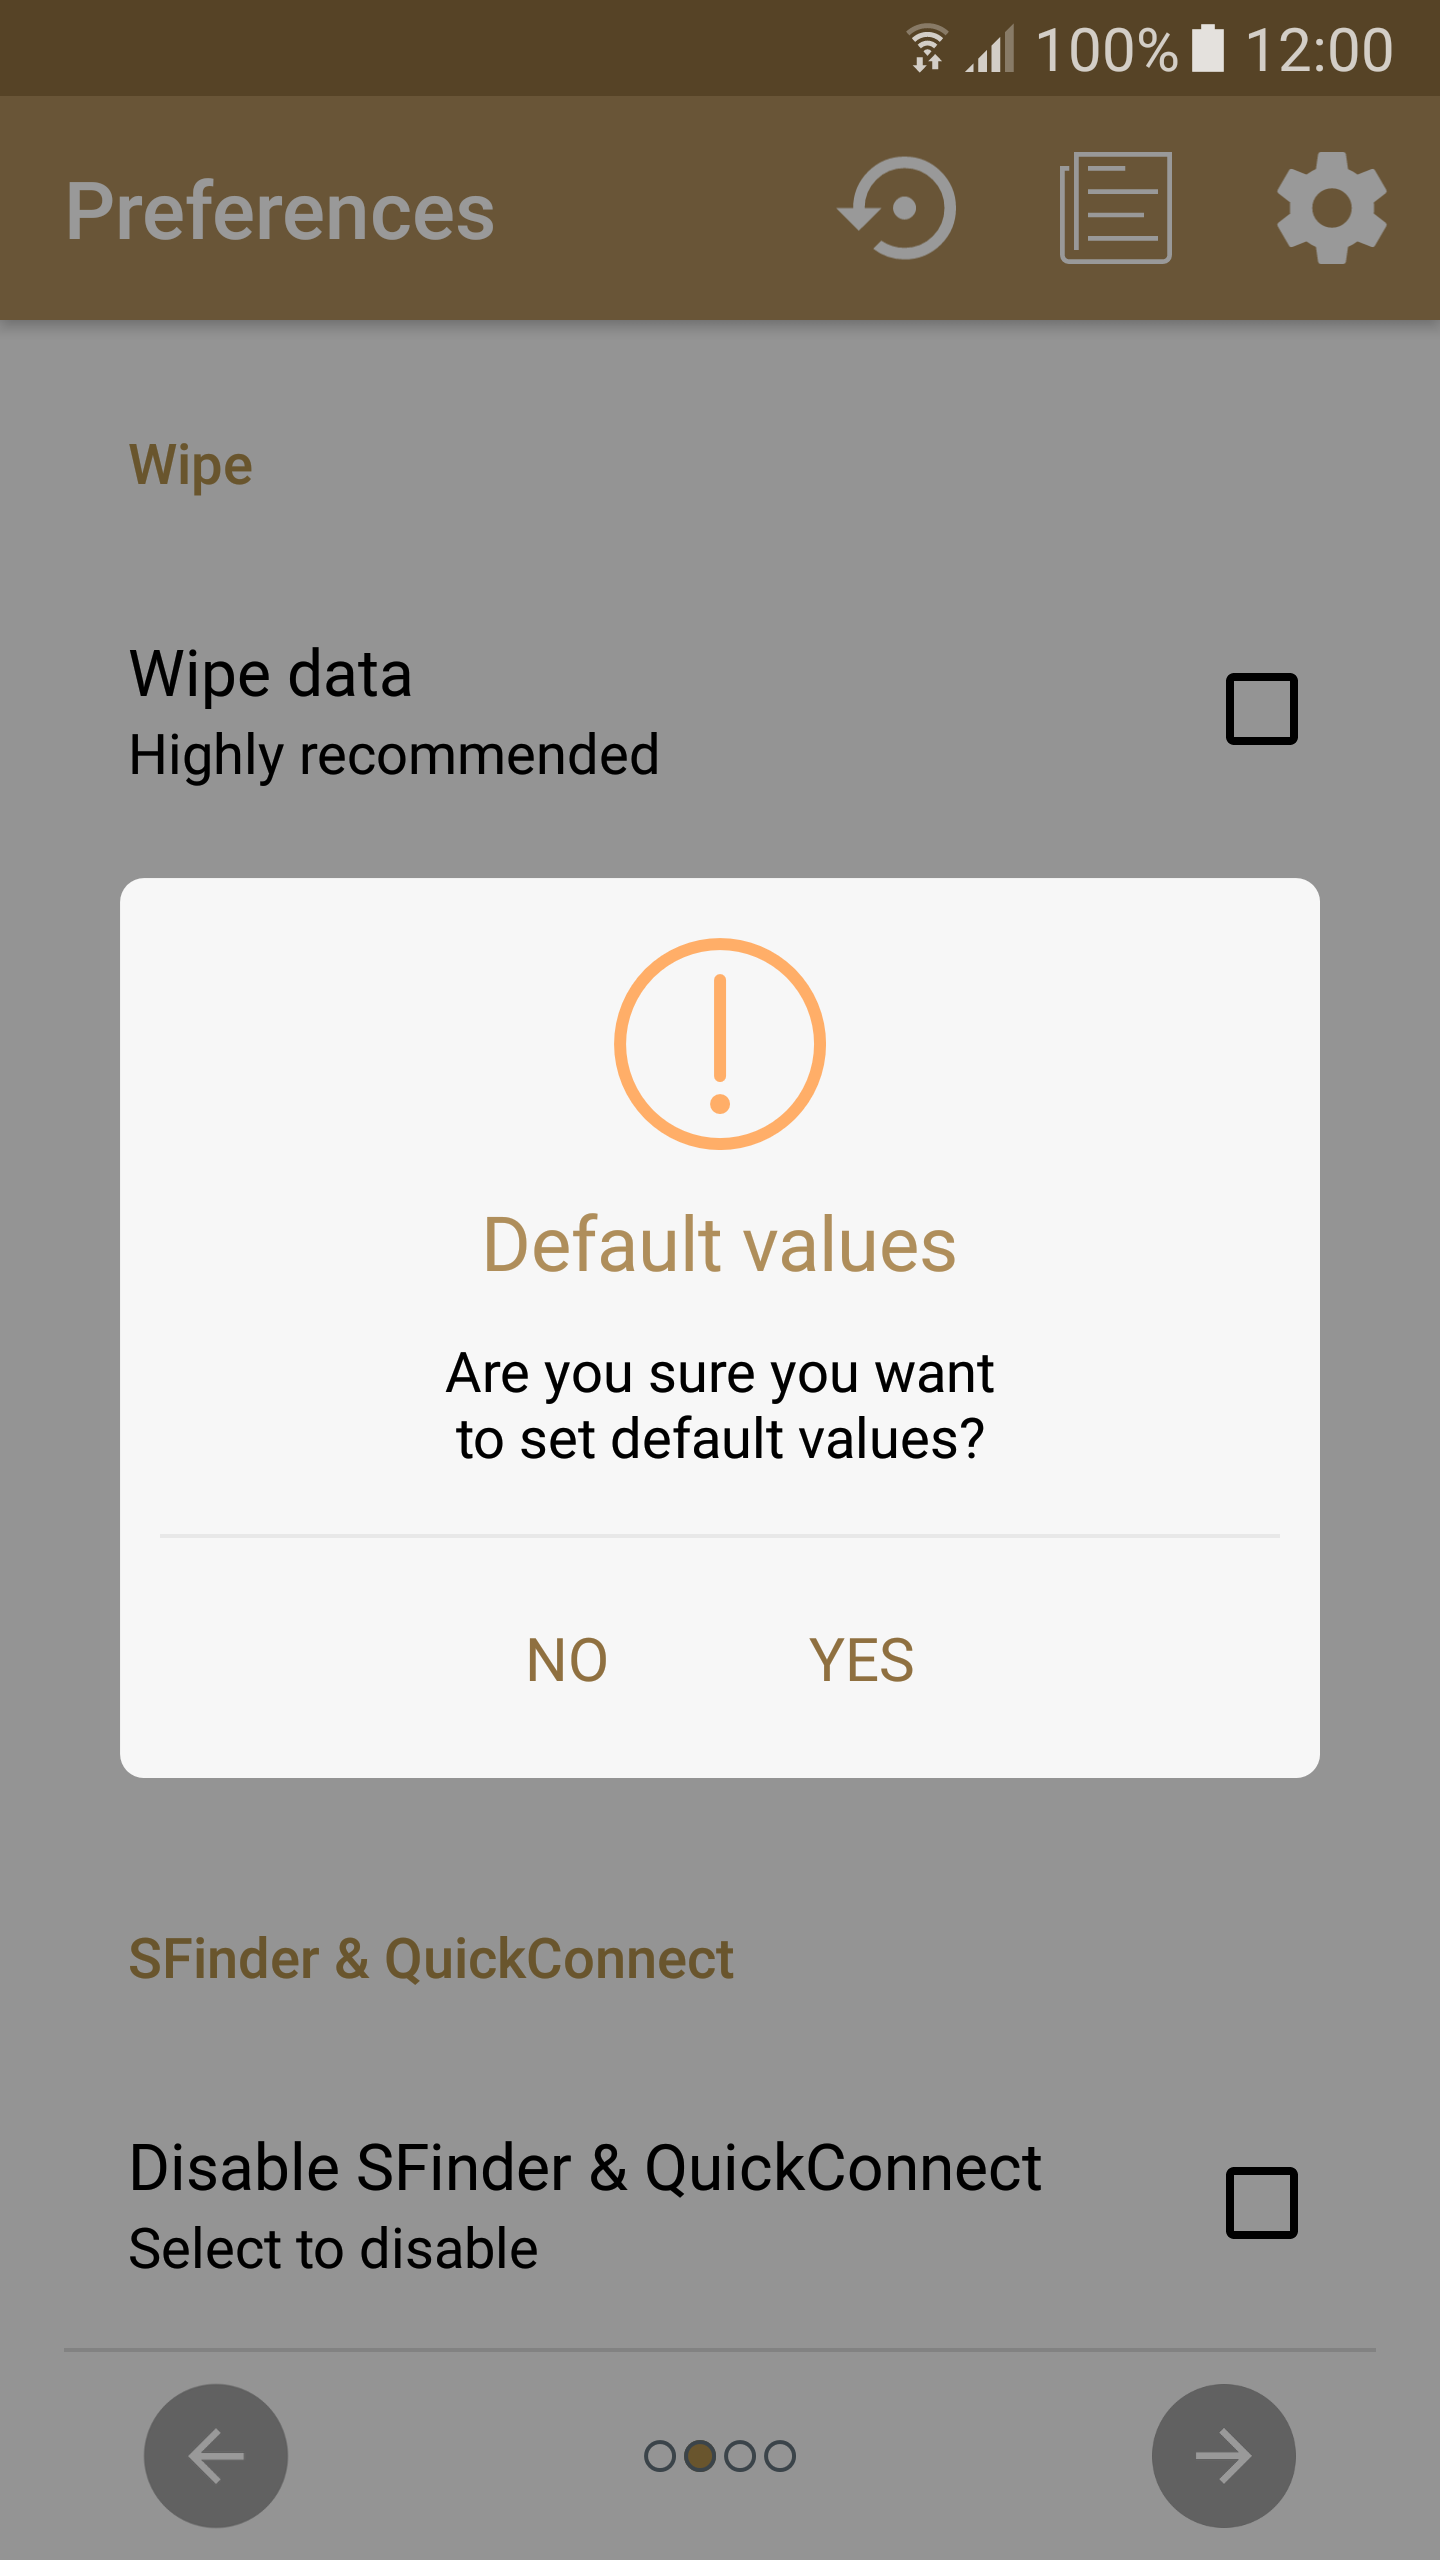 100% 12:00
Preferences
Wipe
Wipe data
Highly recommended
Default values
Are you sure you want
to set default values?
NO YES
SFinder & QuickConnect
Disable SFinder & QuickConnect
Select to disable